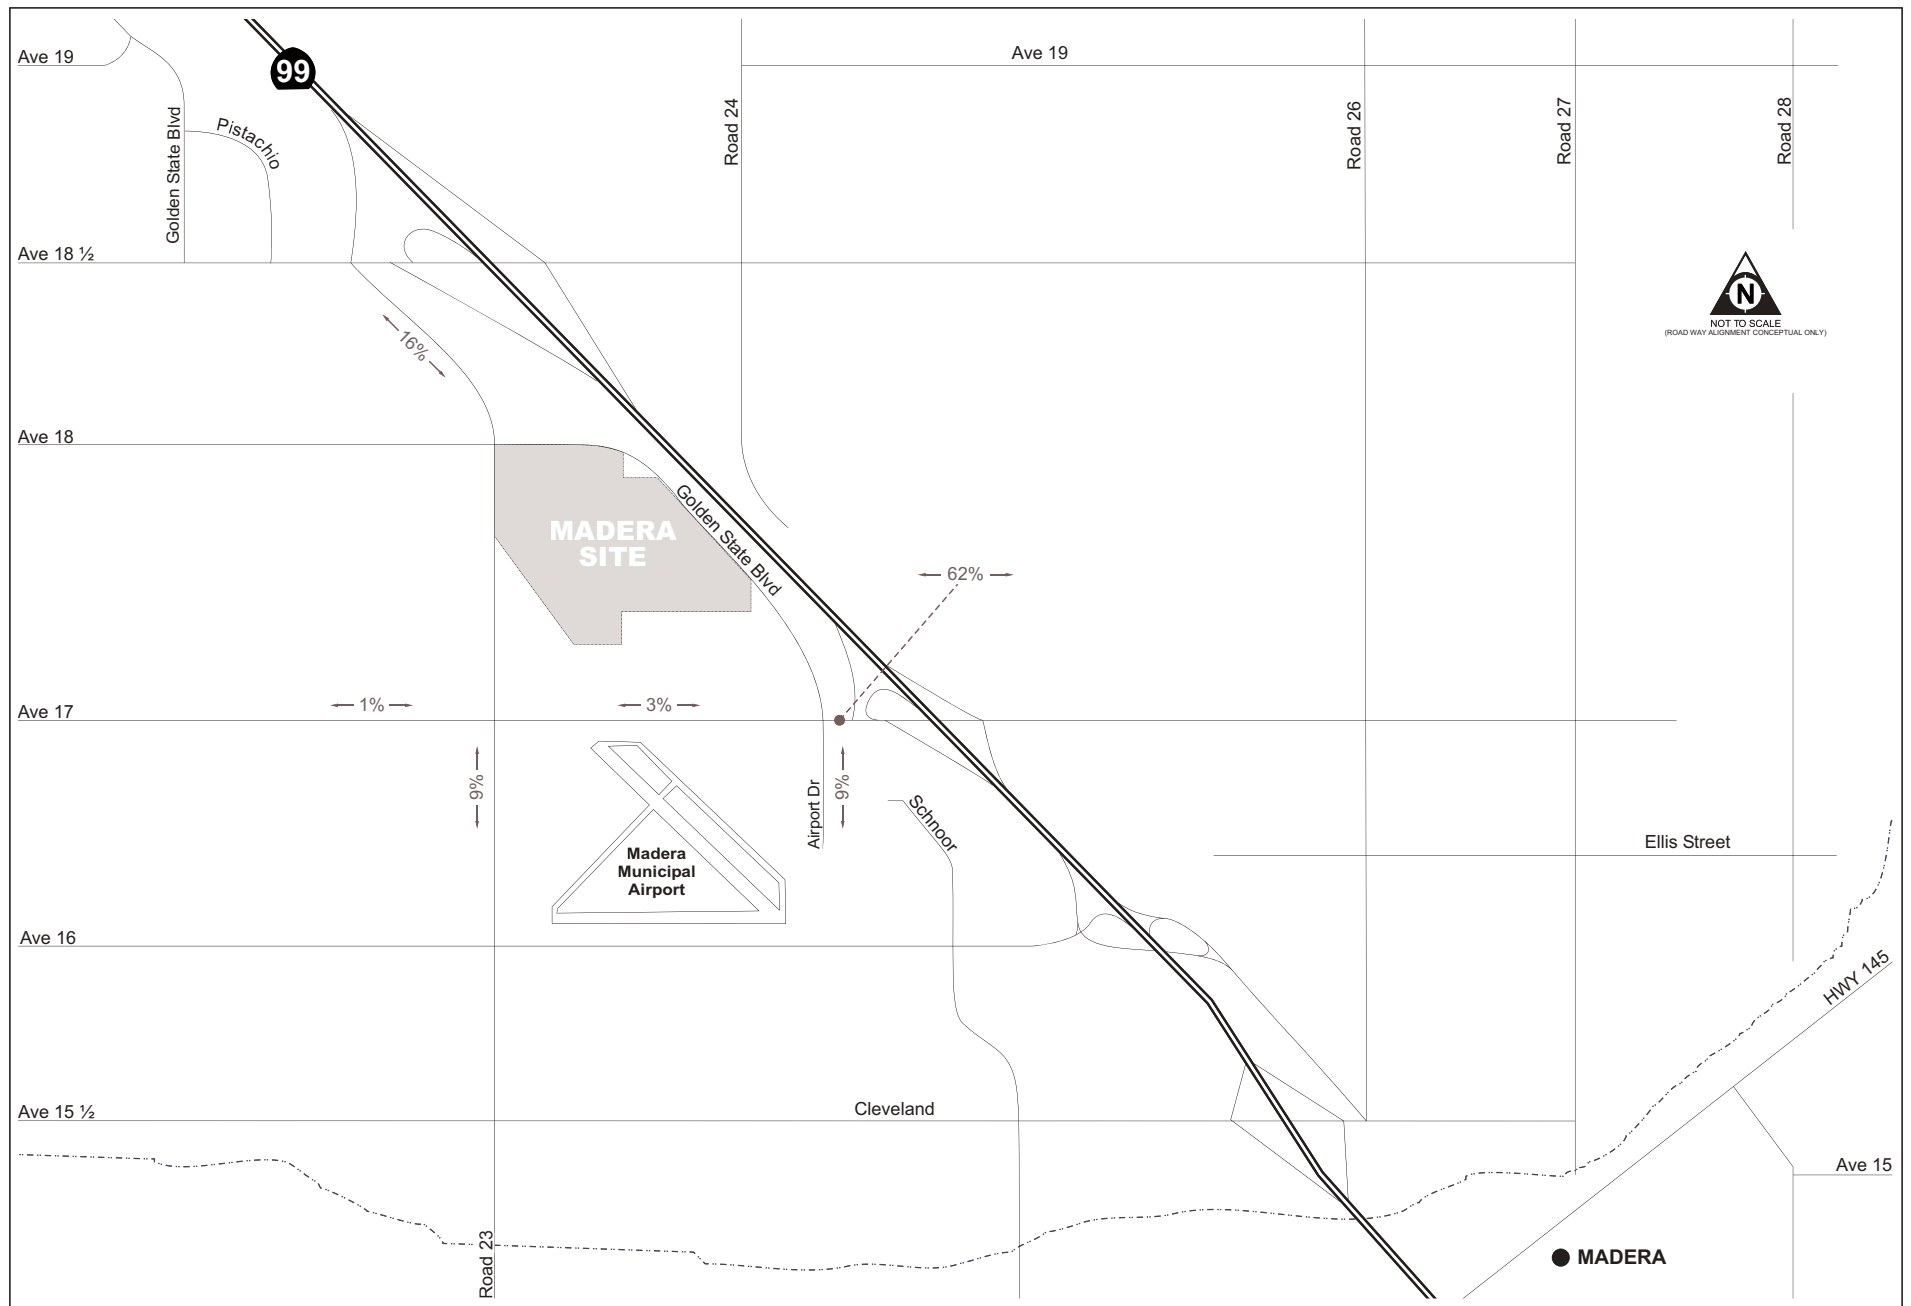 Ave 19
99
Ave 19
Golden State Blvd
Pistachio
Road 24
Road 26
Road 27
Road 28
Ave 18 ½
N
NOT TO SCALE
(ROAD WAY ALIGNMENT CONCEPTUAL ONLY)
16%
Ave 18
MADERA
SITE
Golden State Blvd
62%
1%
3%
Ave 17
9%
Airport Dr
9%
Schnoor
Madera
Municipal
Airport
Ellis Street
Ave 16
HWY 145
Ave 15 ½
Cleveland
Ave 15
Road 23
MADERA